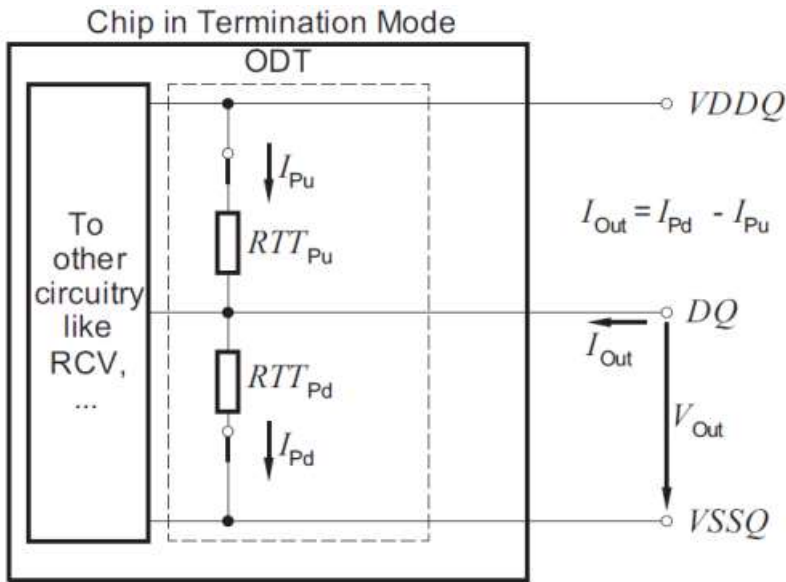 Chip in Termination Mode
ODT
VDDQ
I_Pu
To
other
circuitry
like
RCV,
...
RTT_Pu
I_Out = I_Pd - I_Pu
DQ
I_Out
RTT_Pd
V_Out
I_Pd
VSSQ